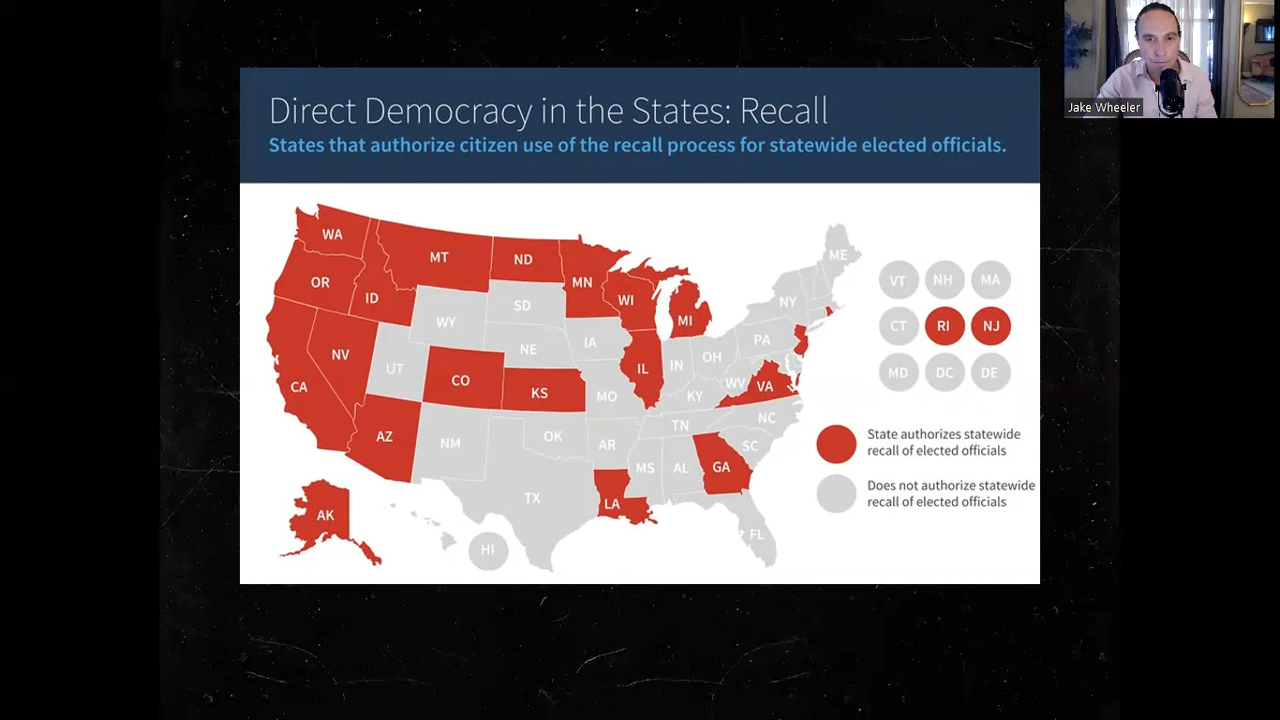 Jake Wheeler
Direct Democracy in the States: Recall
States that authorize citizen use of the recall process for statewide elected officials.
WA
MT
ND
MN
OR
ID
WI
MI
SD
WY
NY
ME
VT
NH
MA
CT
RI
NJ
MD
DC
DE
NV
UT
CO
NE
IA
IL
IN
OH
PA
CA
KS
MO
KY
WV
VA
AZ
NM
OK
AR
TN
NC
SC
MS
AL
GA
TX
LA
FL
AK
HI
State authorizes statewide
recall of elected officials
Does not authorize statewide
recall of elected officials